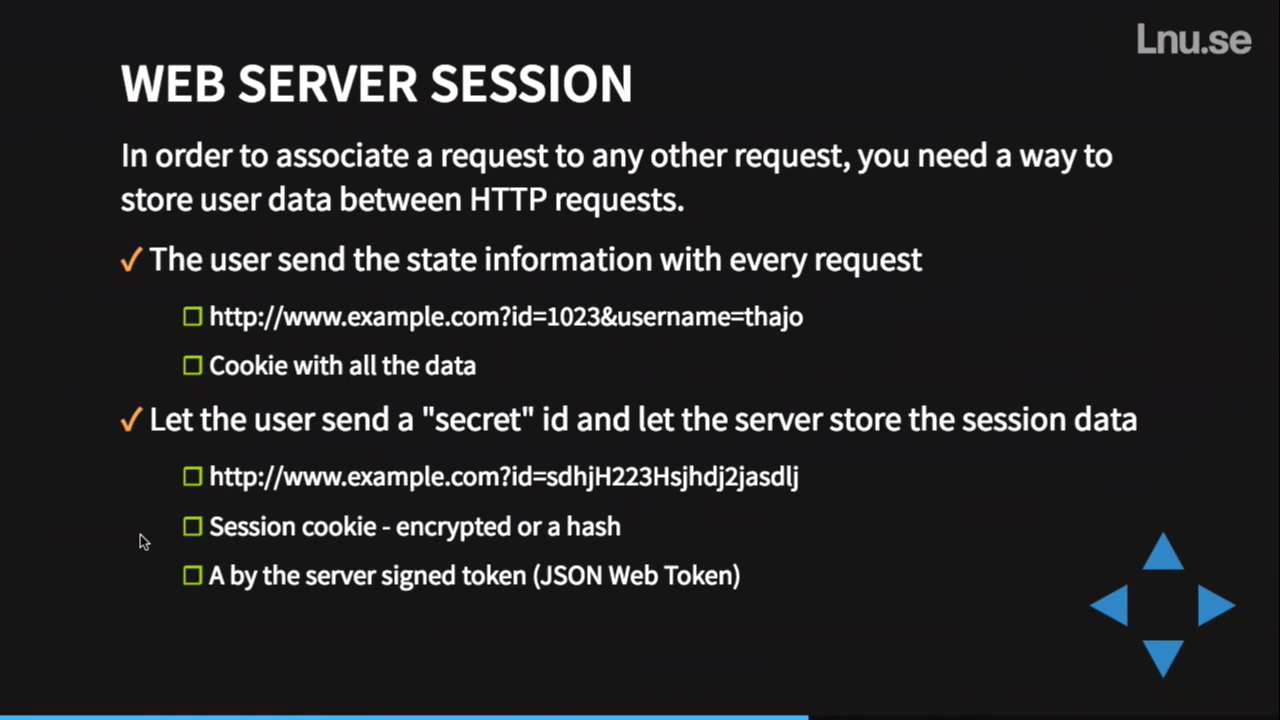 Lnu.se
WEB SERVER SESSION
In order to associate a request to any other request, you need a way to
store user data between HTTP requests.
✓ The user send the state information with every request
☐ http://www.example.com?id=1023&username=thajo
☐ Cookie with all the data
✓ Let the user send a "secret" id and let the server store the session data
☐ http://www.example.com?id=sdhjH223Hsjhdj2jasdlj
☐ Session cookie - encrypted or a hash
☐ A by the server signed token (JSON Web Token)